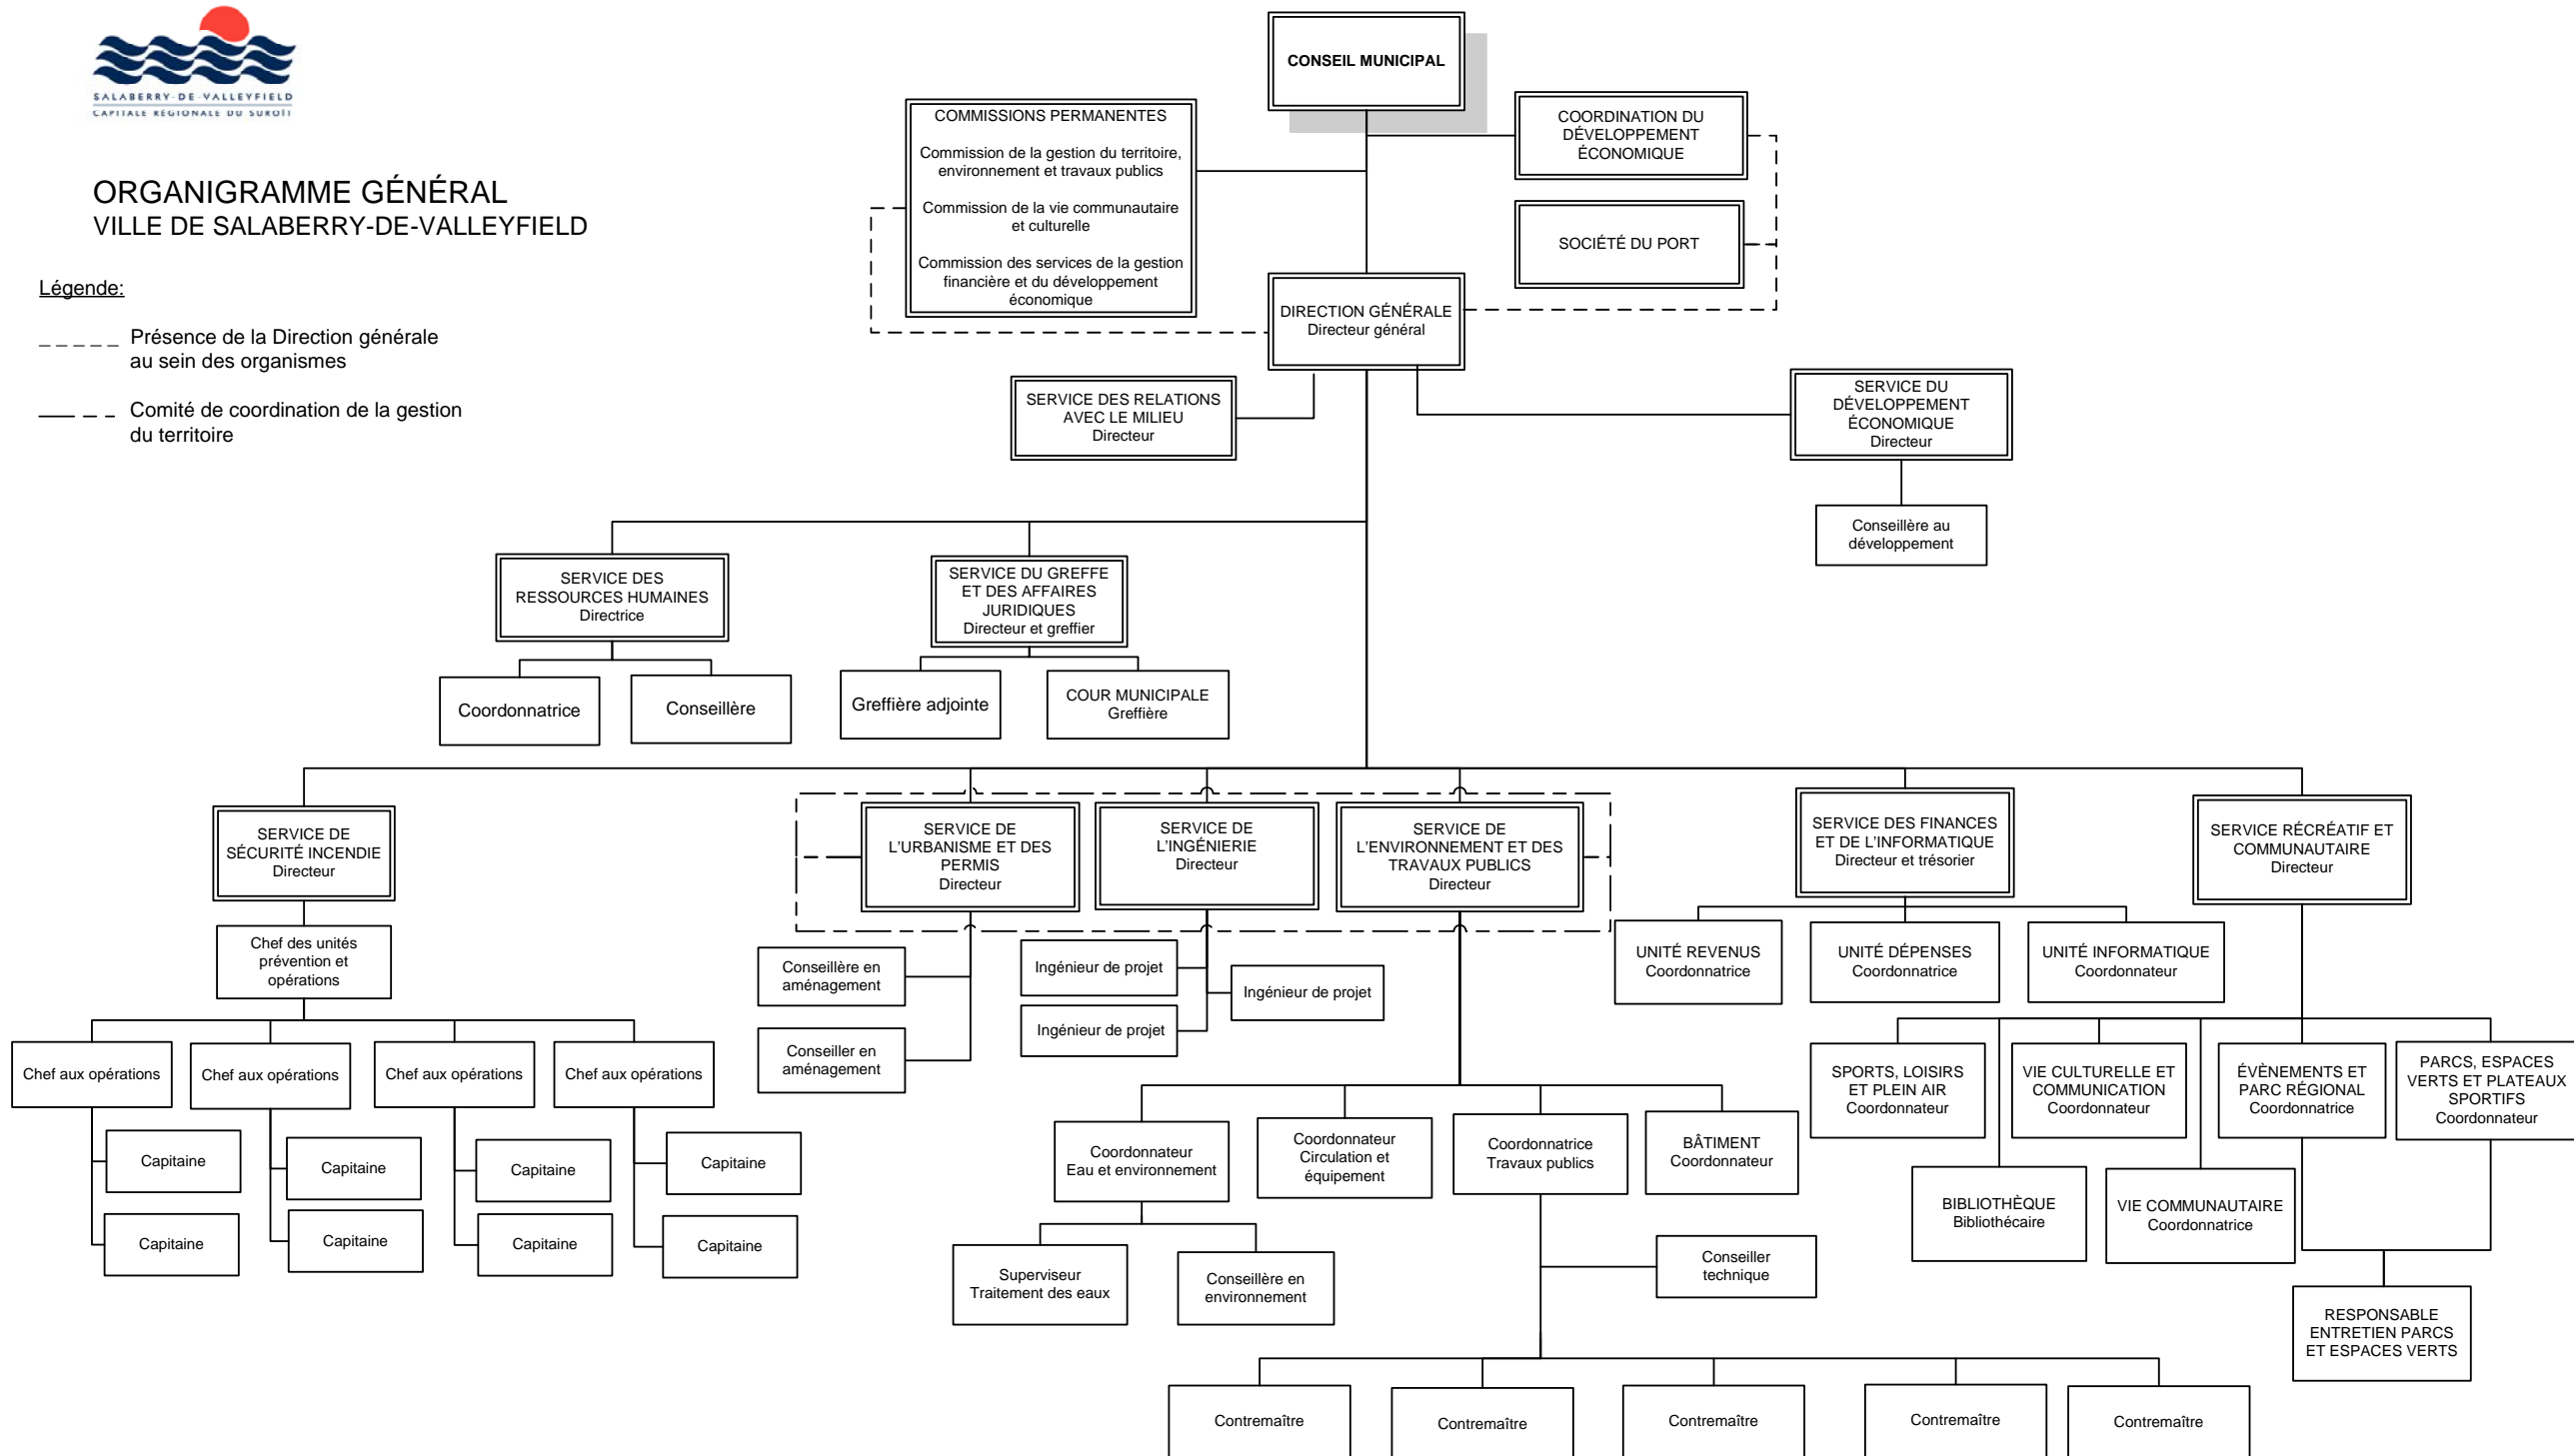 SALABERRY-DE-VALLEYFIELD
CAPITALE RÉGIONALE DU SUROÎT
ORGANIGRAMME GÉNÉRAL
VILLE DE SALABERRY-DE-VALLEYFIELD
Légende:
Présence de la Direction générale
au sein des organismes
Comité de coordination de la gestion
du territoire
CONSEIL MUNICIPAL
COMMISSIONS PERMANENTES
Commission de la gestion du territoire,
environnement et travaux publics
Commission de la vie communautaire
et culturelle
Commission des services de la gestion
financière et du développement
économique
COORDINATION DU
DÉVELOPPEMENT
ÉCONOMIQUE
SOCIÉTÉ DU PORT
DIRECTION GÉNÉRALE
Directeur général
SERVICE DES RELATIONS
AVEC LE MILIEU
Directeur
SERVICE DU
DÉVELOPPEMENT
ÉCONOMIQUE
Directeur
Conseillère au
développement
SERVICE DES
RESSOURCES HUMAINES
Directrice
SERVICE DU GREFFE
ET DES AFFAIRES
JURIDIQUES
Directeur et greffier
Coordonnatrice
Conseillère
Greffière adjointe
COUR MUNICIPALE
Greffière
SERVICE DE
SÉCURITÉ INCENDIE
Directeur
SERVICE DE
L'URBANISME ET DES
PERMIS
Directeur
SERVICE DE
L'INGÉNIERIE
Directeur
SERVICE DE
L'ENVIRONNEMENT ET DES
TRAVAUX PUBLICS
Directeur
SERVICE DES FINANCES
ET DE L'INFORMATIQUE
Directeur et trésorier
SERVICE RÉCRÉATIF ET
COMMUNAUTAIRE
Directeur
Chef des unités
prévention et
opérations
Chef aux opérations
Chef aux opérations
Chef aux opérations
Chef aux opérations
Capitaine
Capitaine
Capitaine
Capitaine
Capitaine
Capitaine
Capitaine
Capitaine
Conseillère en
aménagement
Conseiller en
aménagement
Ingénieur de projet
Ingénieur de projet
Ingénieur de projet
UNITÉ REVENUS
Coordonnatrice
UNITÉ DÉPENSES
Coordonnatrice
UNITÉ INFORMATIQUE
Coordonnateur
Coordonnateur
Eau et environnement
Coordonnateur
Circulation et
équipement
Coordonnatrice
Travaux publics
BÂTIMENT
Coordonnateur
Superviseur
Traitement des eaux
Conseillère en
environnement
Conseiller
technique
SPORTS, LOISIRS
ET PLEIN AIR
Coordonnateur
VIE CULTURELLE ET
COMMUNICATION
Coordonnateur
ÉVÈNEMENTS ET
PARC RÉGIONAL
Coordonnatrice
PARCS, ESPACES
VERTS ET PLATEAUX
SPORTIFS
Coordonnateur
BIBLIOTHÈQUE
Bibliothécaire
VIE COMMUNAUTAIRE
Coordonnatrice
RESPONSABLE
ENTRETIEN PARCS
ET ESPACES VERTS
Contremaître
Contremaître
Contremaître
Contremaître
Contremaître